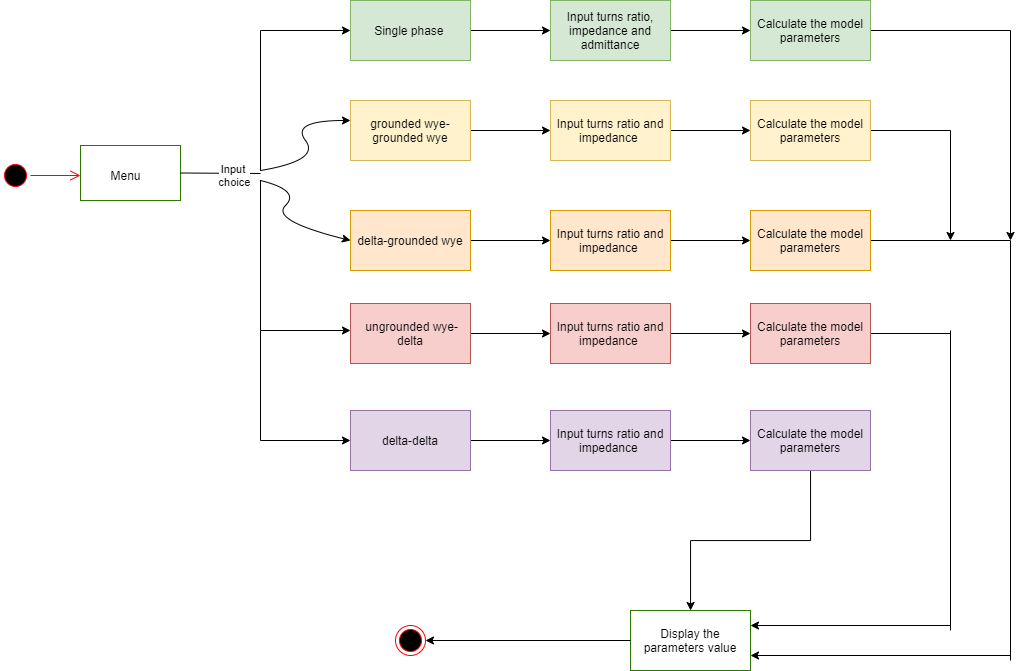 Single phase
Input turns ratio,
impedance and
admittance
Calculate the model
parameters
grounded wye-
grounded wye
Input turns ratio and
impedance
Calculate the model
parameters
Menu
Input
choice
delta-grounded wye
Input turns ratio and
impedance
Calculate the model
parameters
ungrounded wye-
delta
Input turns ratio and
impedance
Calculate the model
parameters
delta-delta
Input turns ratio and
impedance
Calculate the model
parameters
Display the
parameters value